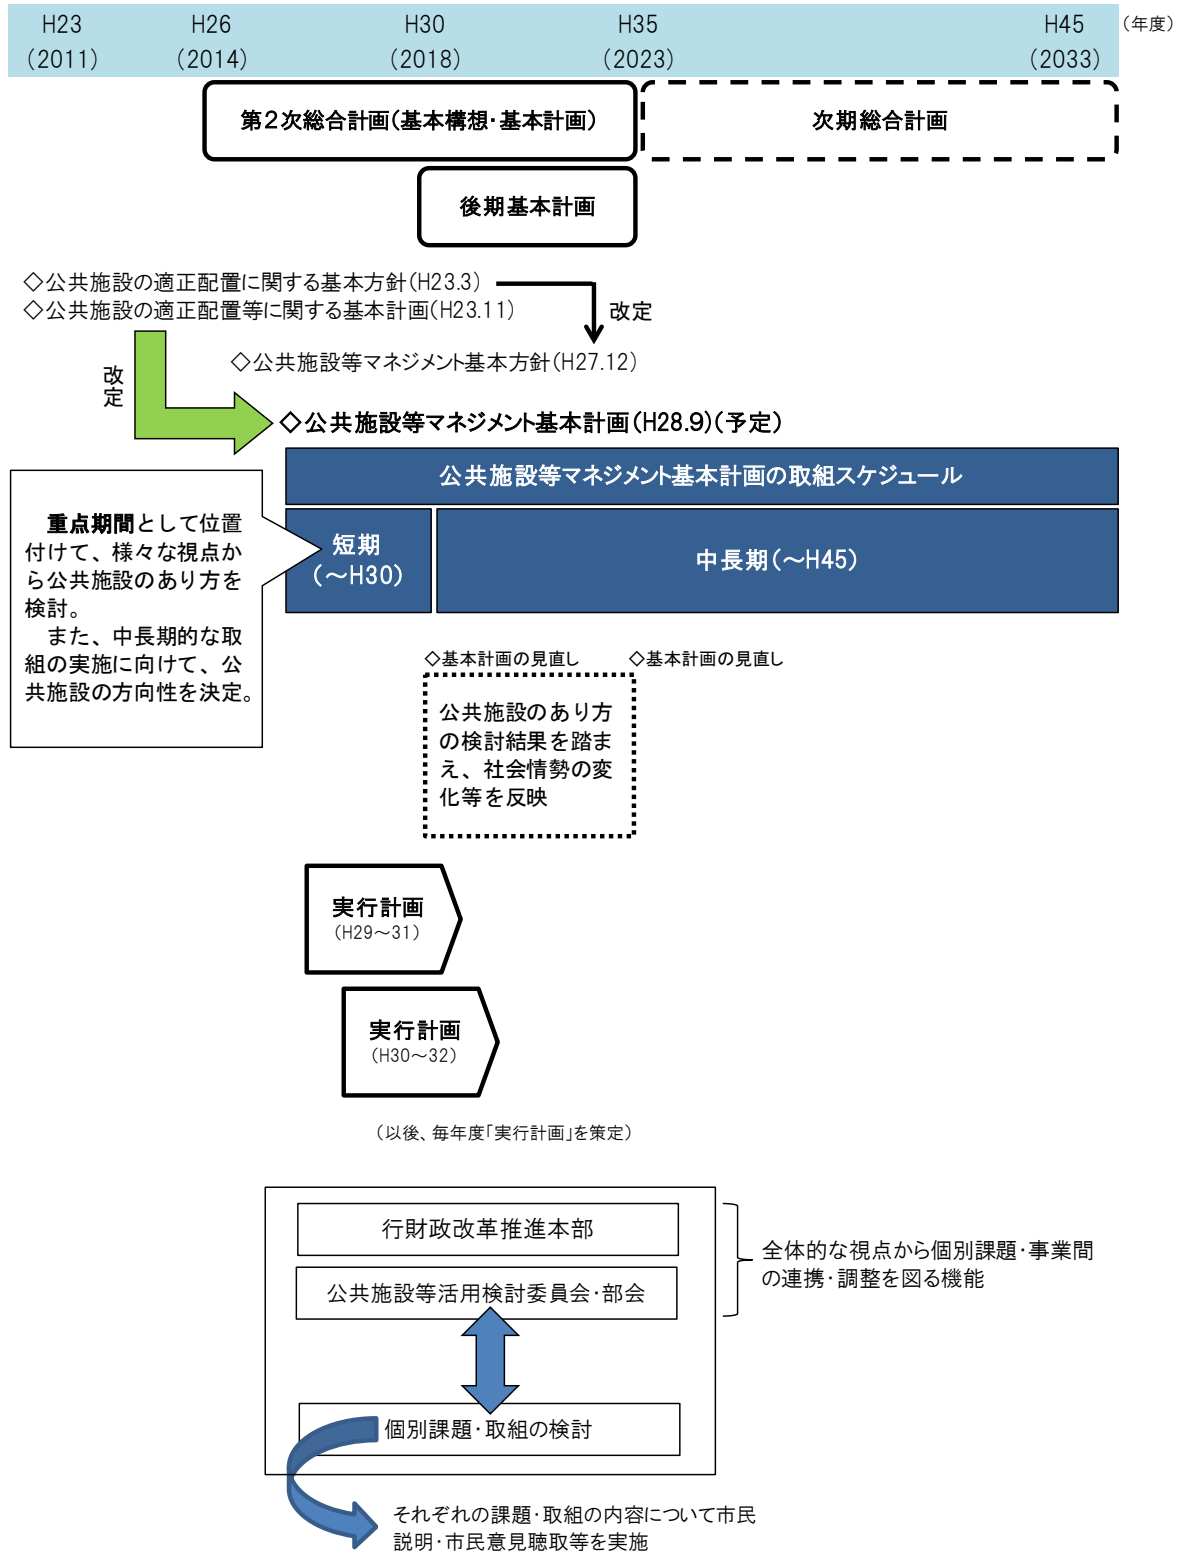 H23 H26 H30 H35 H45 (年度)
(2011) (2014) (2018) (2023) (2033)
第2次総合計画(基本構想・基本計画)
次期総合計画
後期基本計画
◇公共施設の適正配置に関する基本方針(H23.3)
◇公共施設の適正配置等に関する基本計画(H23.11)
改定
◇公共施設等マネジメント基本方針(H27.12)
改定
◇公共施設等マネジメント基本計画(H28.9)(予定)
公共施設等マネジメント基本計画の取組スケジュール
重点期間として位置
付けて、様々な視点か
ら公共施設のあり方を
検討。
また、中長期的な取
組の実施に向けて、公
共施設の方向性を決定。
短期
(～H30)
中長期(～H45)
◇基本計画の見直し
◇基本計画の見直し
公共施設のあり方
の検討結果を踏ま
え、社会情勢の変
化等を反映
実行計画
(H29～31)
実行計画
(H30～32)
(以後、毎年度「実行計画」を策定)
行財政改革推進本部
公共施設等活用検討委員会・部会
全体的な視点から個別課題・事業間
の連携・調整を図る機能
個別課題・取組の検討
それぞれの課題・取組の内容について市民
説明・市民意見聴取等を実施